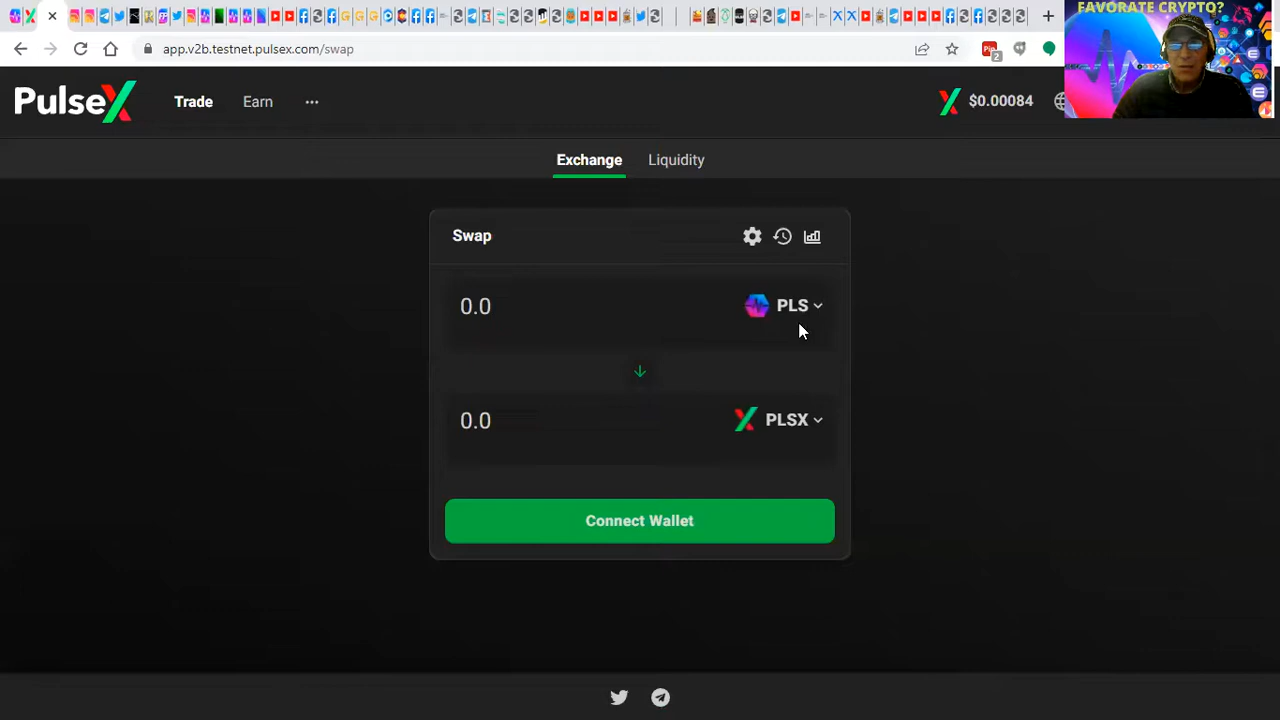 FAVORATE CRYPTO?
app.v2b.testnet.pulsex.com/swap
2
PulseX
Trade
Earn
$0.00084
Exchange
Liquidity
Swap
0.0
PLS
0.0
PLSX
Connect Wallet